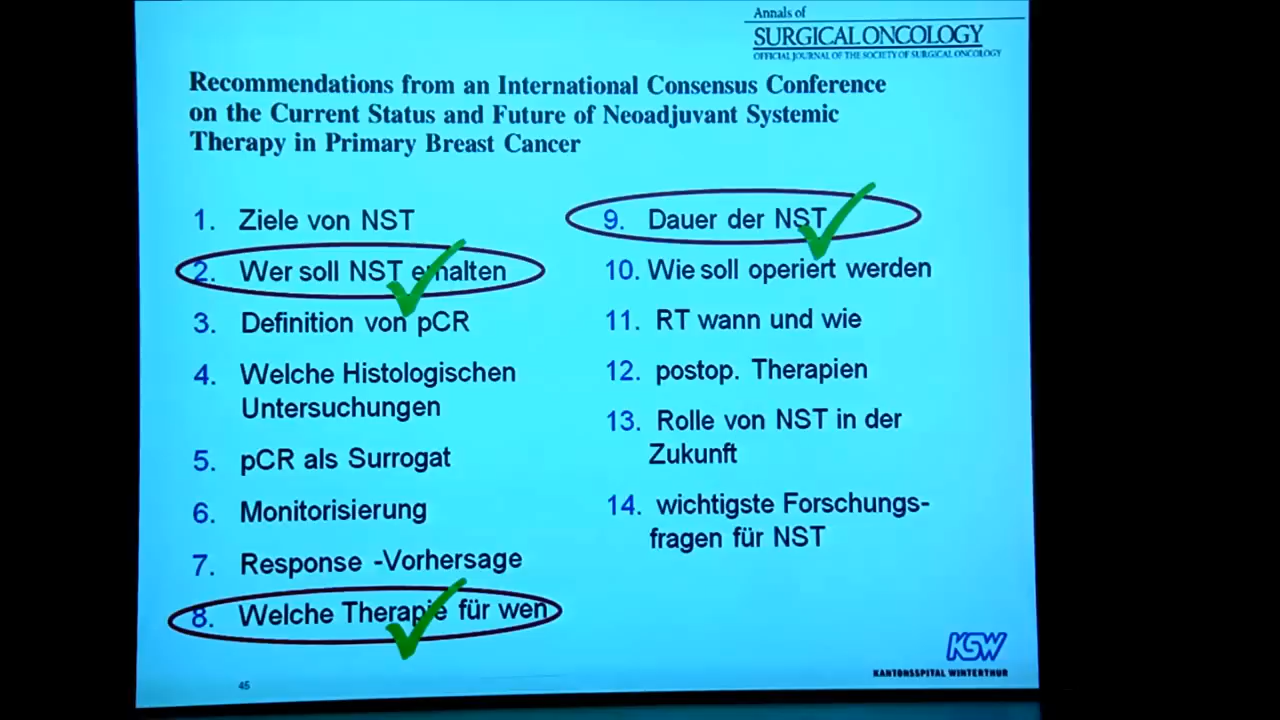 Annals of
SURGICAL ONCOLOGY
OFFICIAL JOURNAL OF THE SOCIETY OF SURGICAL ONCOLOGY
Recommendations from an International Consensus Conference
on the Current Status and Future of Neoadjuvant Systemic
Therapy in Primary Breast Cancer
1. Ziele von NST
2. Wer soll NST erhalten
3. Definition von pCR
4. Welche Histologischen
Untersuchungen
5. pCR als Surrogat
6. Monitorisierung
7. Response -Vorhersage
8. Welche Therapie für wen
9. Dauer der NST
10. Wie soll operiert werden
11. RT wann und wie
12. postop. Therapien
13. Rolle von NST in der
Zukunft
14. wichtigste Forschungs-
fragen für NST
KSW
KANTONSSPITAL WINTERTHUR
45